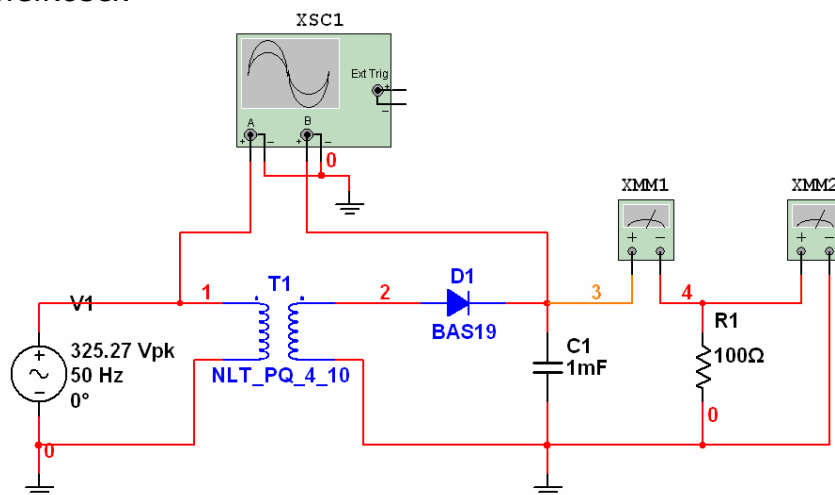 XSC1
Ext Trig
+
−
A
B
+ − + −
0
XMM1
XMM2
+ −
+ −
V1
1
T1
2
D1
BAS19
3
4
R1
100Ω
C1
1mF
325.27 Vpk
50 Hz
0°
NLT_PQ_4_10
0
0